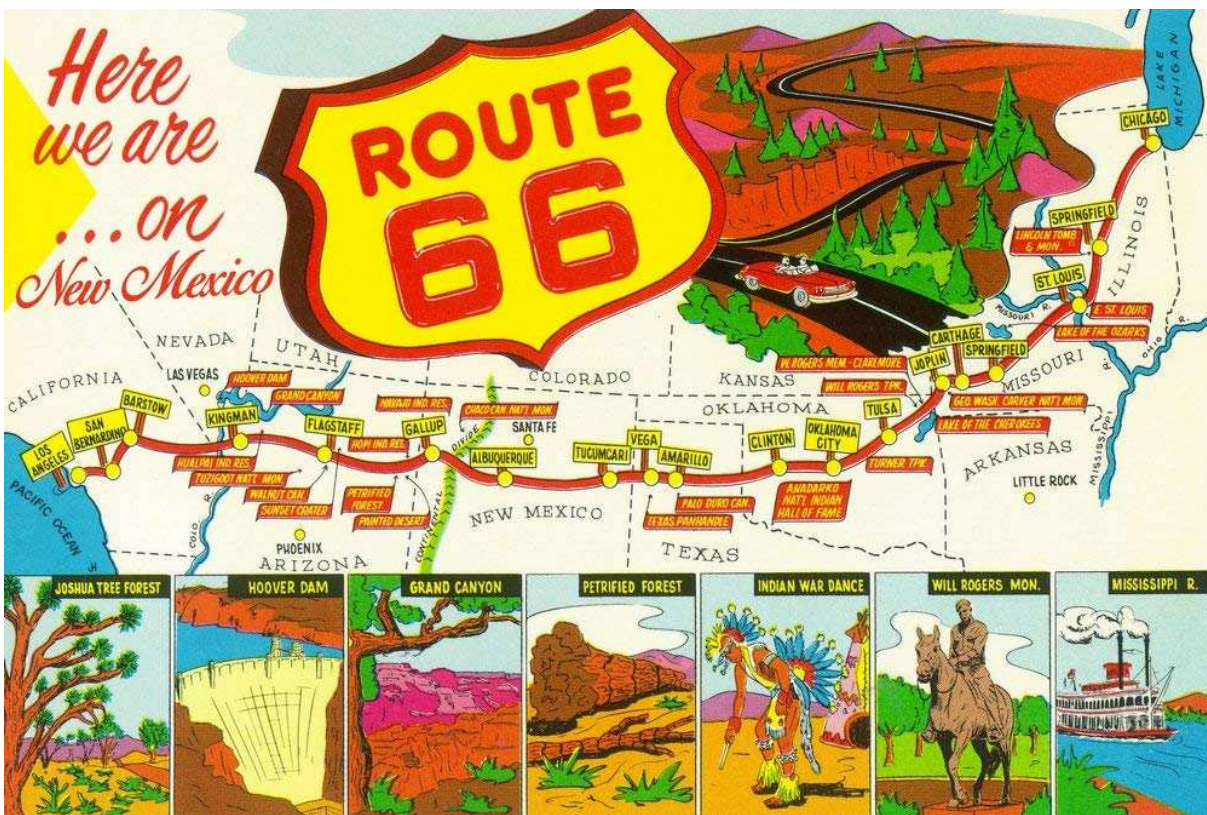 Here
we are
...on
New Mexico
ROUTE
66
LAKE
MICHIGAN
CHICAGO
ILLINOIS
SPRINGFIELD
LINCOLN TOMB
& MON.
ST. LOUIS
MISSOURI R.
E. ST. LOUIS
LAKE OF THE OZARKS
OHIO R.
CARTHAGE
JOPLIN
SPRINGFIELD
MISSOURI
W. ROGERS MEM. - CLAREMORE
WILL ROGERS TPK.
GEO. WASH. CARVER NAT'L MON.
LAKE OF THE CHEROKEES
MISSISSIPPI R.
ARKANSAS
LITTLE ROCK
KANSAS
OKLAHOMA
TULSA
OKLAHOMA
CITY
CLINTON
TURNER TPK.
ANADARKO
NAT'L INDIAN
HALL OF FAME
COLORADO
VEGA
AMARILLO
TUCUMCARI
PALO DURO CAN.
TEXAS PANHANDLE
TEXAS
CHACO CAN. NAT'L MON.
SANTA FÉ
ALBUQUERQUE
NEW MEXICO
CONTINENTAL DIVIDE
NAVAJO IND. RES.
GALLUP
HOPI IND. RES.
PETRIFIED
FOREST
PAINTED DESERT
UTAH
NEVADA
LAS VEGAS
HOOVER DAM
GRAND CANYON
KINGMAN
FLAGSTAFF
HUALPAI IND. RES.
TUZIGOOT NAT'L MON.
WALNUT CAN.
SUNSET CRATER
COLO. R.
PHOENIX
ARIZONA
CALIFORNIA
BARSTOW
SAN
BERNARDINO
LOS
ANGELES
PACIFIC OCEAN
JH
JOSHUA TREE FOREST
HOOVER DAM
GRAND CANYON
PETRIFIED FOREST
INDIAN WAR DANCE
WILL ROGERS MON.
MISSISSIPPI R.